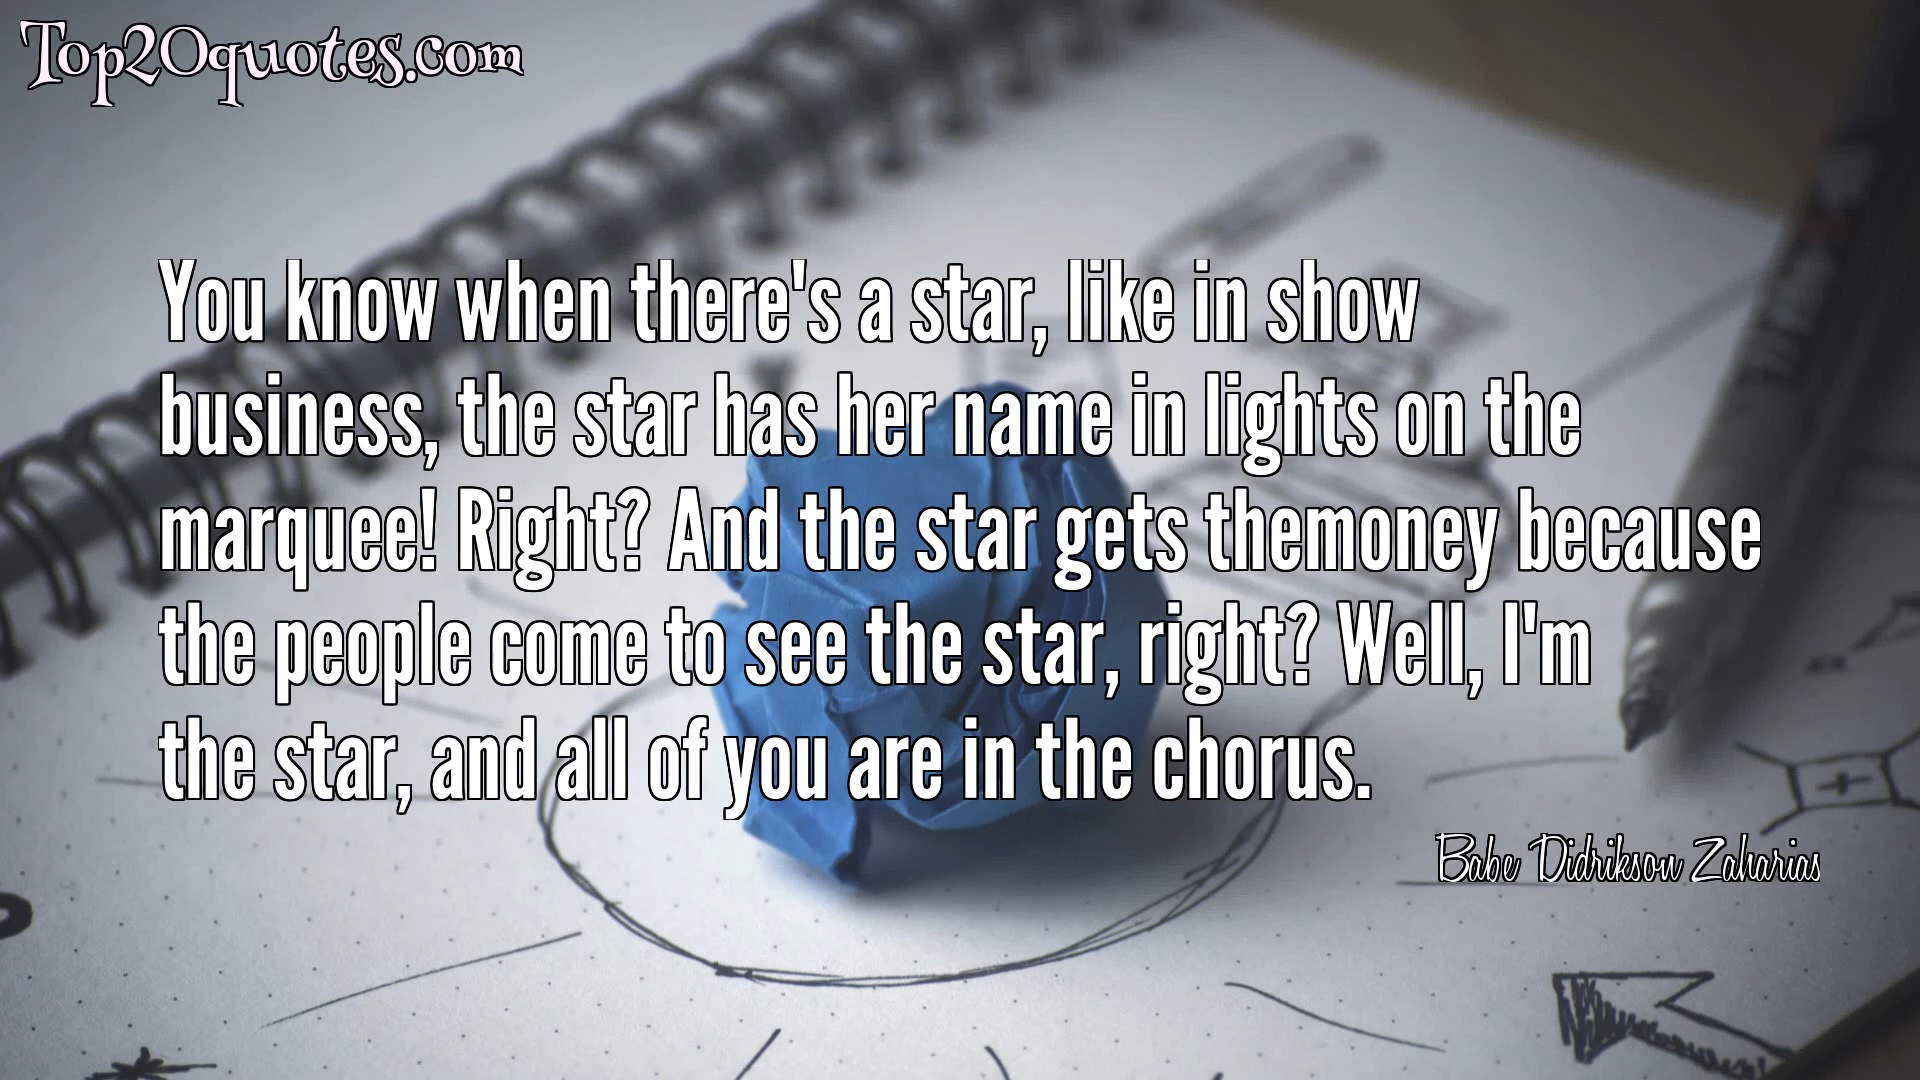 Top20quotes.com
You know when there's a star, like in show
business, the star has her name in lights on the
marquee! Right? And the star gets themoney because
the people come to see the star, right? Well, I'm
the star, and all of you are in the chorus.
Babe Didrikson Zaharias